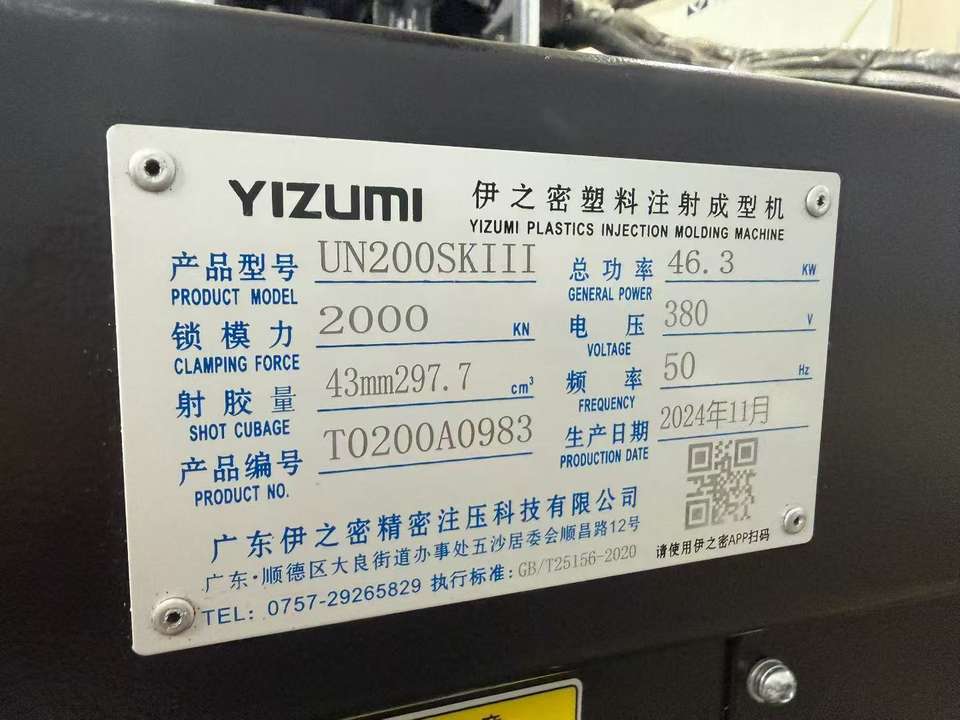 YIZUMI 伊之密塑料注射成型机
YIZUMI PLASTICS INJECTION MOLDING MACHINE
产品型号 UN200SKIII
PRODUCT MODEL
总功率 46.3 KW
GENERAL POWER
锁模力 2000 KN
CLAMPING FORCE
电压 380 V
VOLTAGE
射胶量 43mm297.7 cm³
SHOT CUBAGE
频率 50 Hz
FREQUENCY
产品编号 T0200A0983
PRODUCT NO.
生产日期 2024年11月
PRODUCTION DATE
广东伊之密精密注压科技有限公司
广东·顺德区大良街道办事处五沙居委会顺昌路12号
TEL: 0757-29265829 执行标准: GB/T25156-2020
请使用伊之密APP扫码